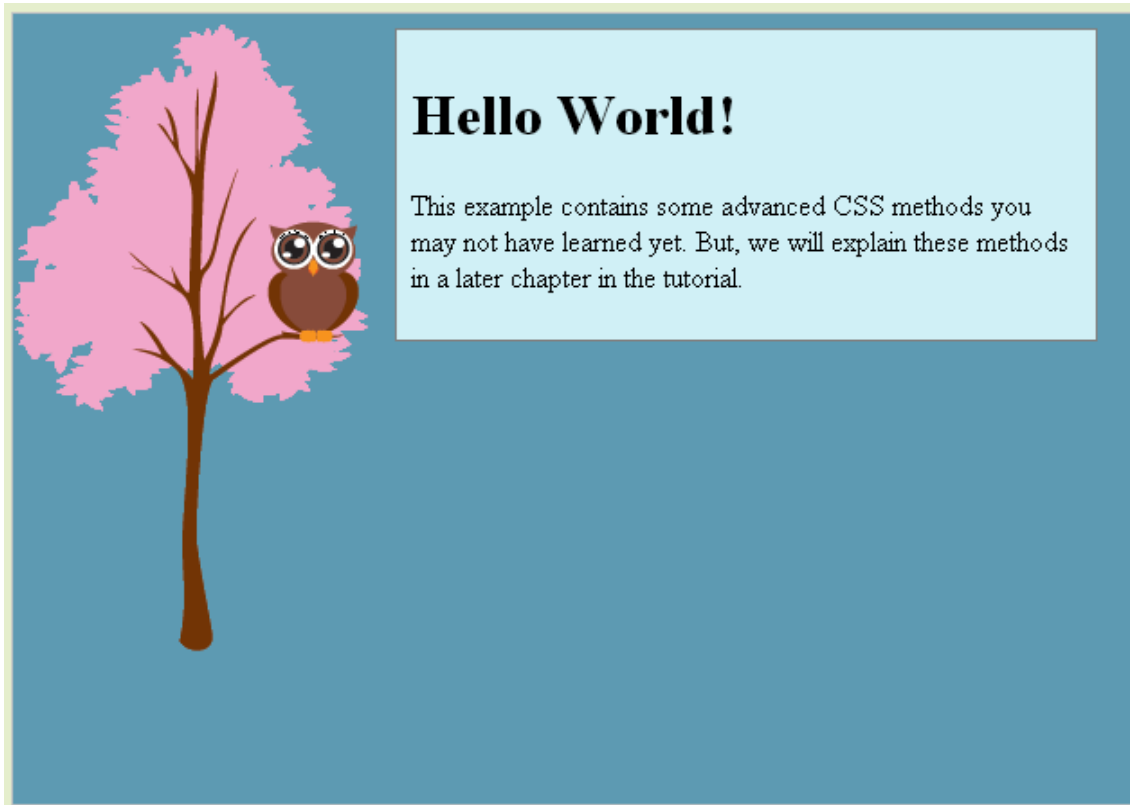 Hello World!
This example contains some advanced CSS methods you
may not have learned yet. But, we will explain these methods
in a later chapter in the tutorial.